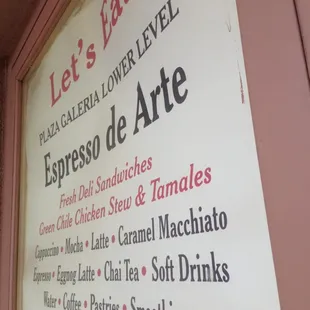 Let's Eat
PLAZA GALERIA LOWER LEVEL
Espresso de Arte
Fresh Deli Sandwiches
Green Chile Chicken Stew & Tamales
Cappuccino • Mocha • Latte • Caramel Macchiato
Espresso • Eggnog Latte • Chai Tea • Soft Drinks
Water • Coffee • Pastries •